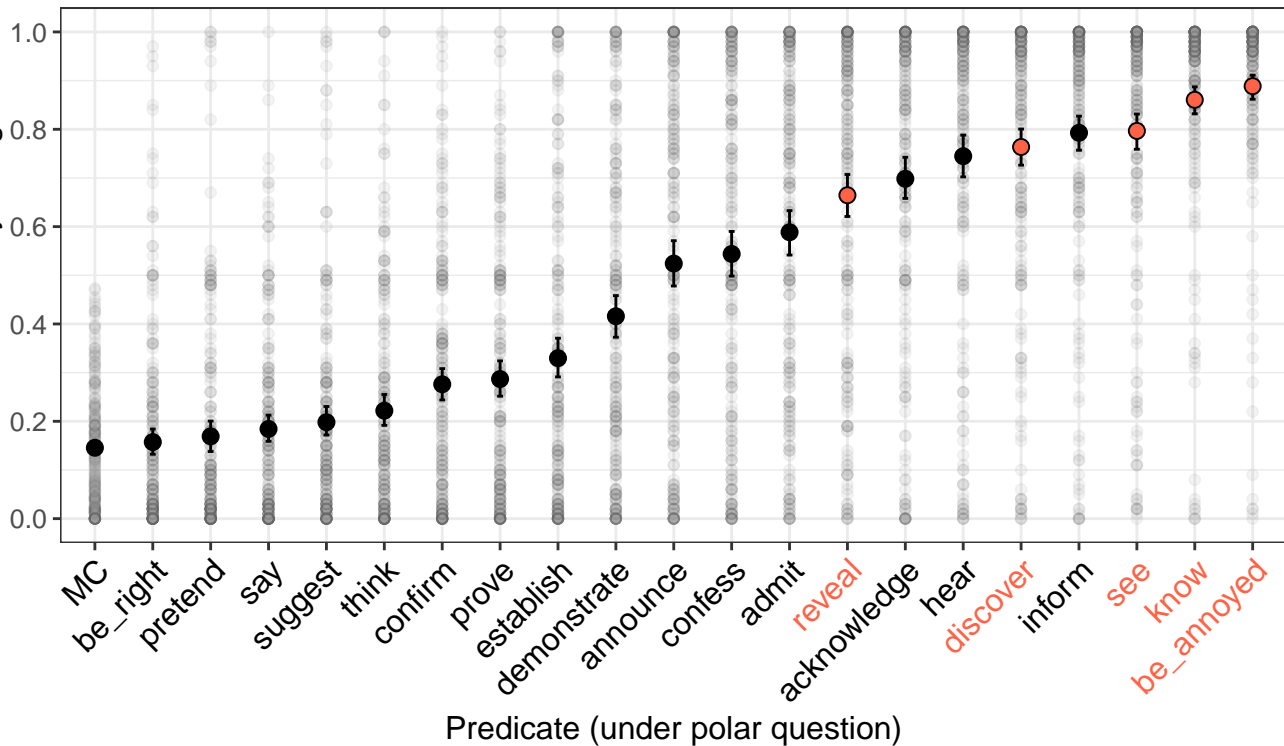 1.0
0.8
0.6
0.4
0.2
0.0
MC
be_right
pretend
say
suggest
think
confirm
prove
establish
demonstrate
announce
confess
admit
reveal
acknowledge
hear
discover
inform
see
know
be_annoyed
Predicate (under polar question)